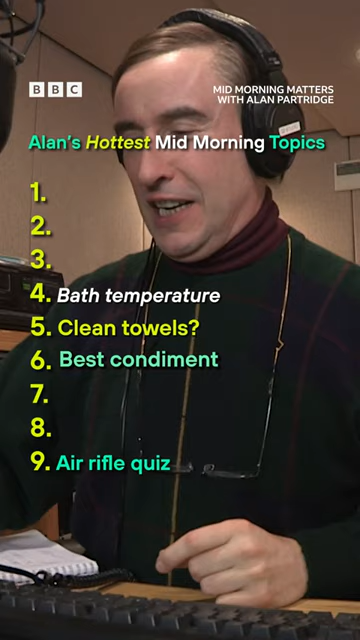 BBC
MID MORNING MATTERS
WITH ALAN PARTRIDGE
Alan's Hottest Mid Morning Topics
1.
2.
3.
4. Bath temperature
5. Clean towels?
6. Best condiment
7.
8.
9. Air rifle quiz